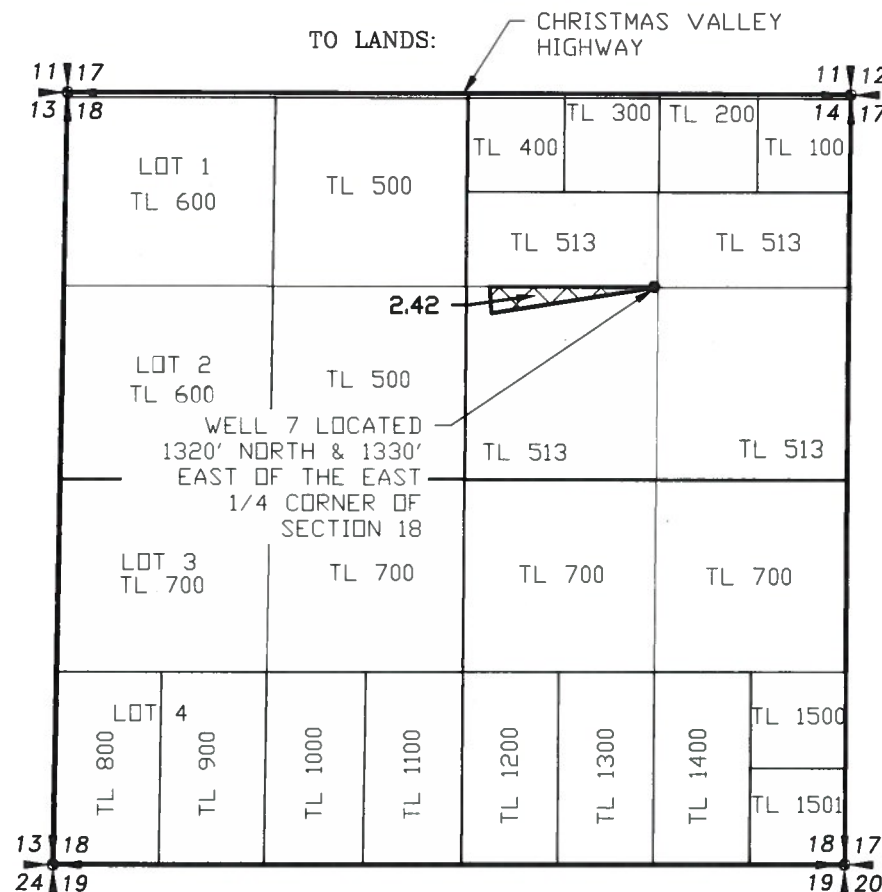 TO LANDS:
CHRISTMAS VALLEY
HIGHWAY
11 17
13 18
11 12
14 17
LOT 1
TL 600
TL 500
TL 400
TL 300
TL 200
TL 100
TL 513
TL 513
2.42
LOT 2
TL 600
TL 500
WELL 7 LOCATED
1320' NORTH & 1330'
EAST OF THE EAST
1/4 CORNER OF
SECTION 18
TL 513
TL 513
LOT 3
TL 700
TL 700
TL 700
TL 700
LOT 4
TL 800
TL 900
TL 1000
TL 1100
TL 1200
TL 1300
TL 1400
TL 1500
TL 1501
13 18
24 19
18 17
19 20